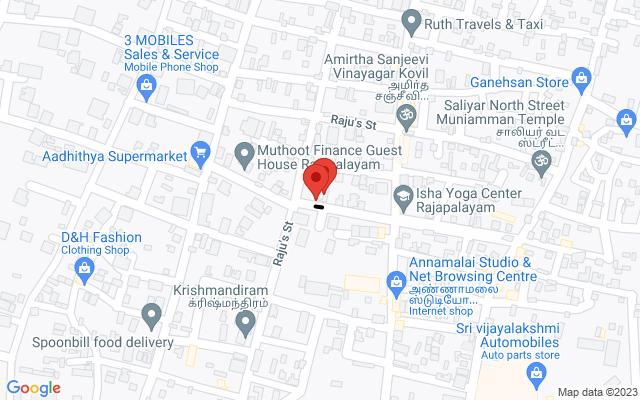 Ruth Travels & Taxi
3 MOBILES
Sales & Service
Mobile Phone Shop
Amirtha Sanjeevi
Vinayagar Kovil
அமிர்த
சஞ்சீவி...
Ganehsan Store
Raju's St
Saliyar North Street
Muniamman Temple
சாலியர் வட
ஸ்ட்ரீட்...
Aadhithya Supermarket
Muthoot Finance Guest
House Rajapalayam
Isha Yoga Center
Rajapalayam
Raju's St
D&H Fashion
Clothing Shop
Annamalai Studio &
Net Browsing Centre
அண்ணாமலை
ஸ்டுடியோ...
Internet shop
Krishmandiram
க்ரிஷ்மந்திரம்
Spoonbill food delivery
Sri vijayalakshmi
Automobiles
Auto parts store
Google
Map data ©2023